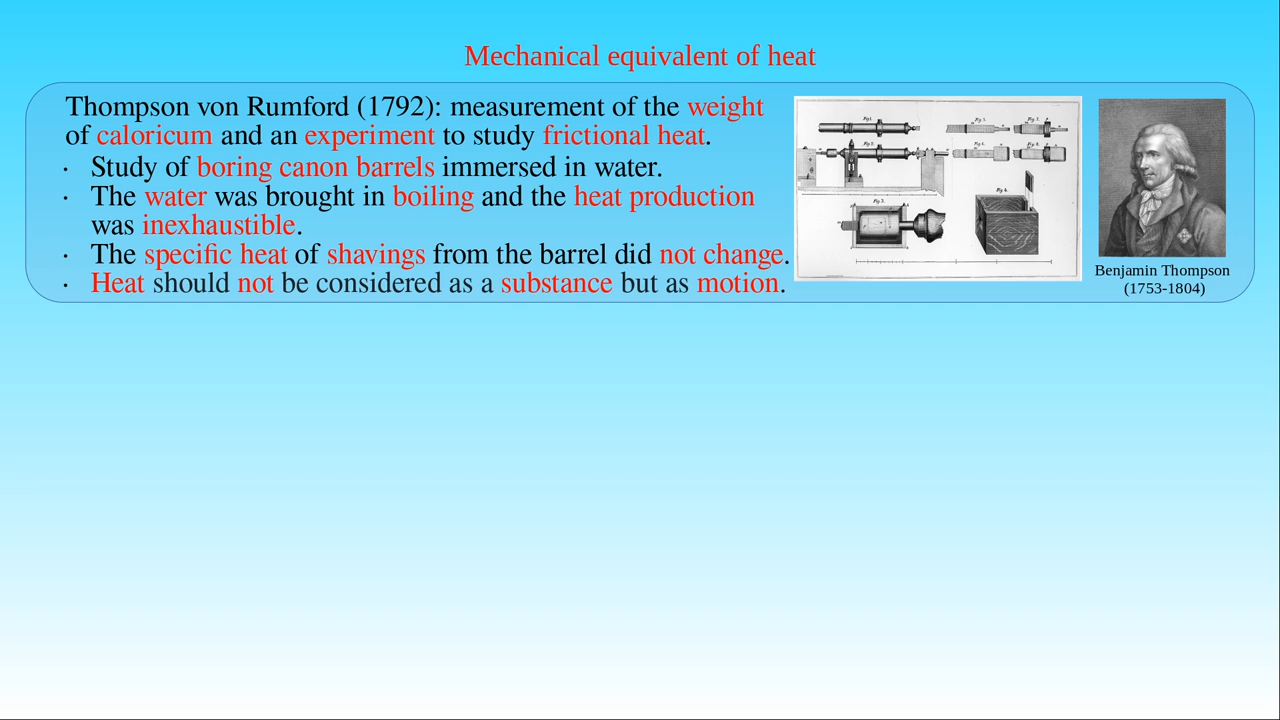 Mechanical equivalent of heat
Thompson von Rumford (1792): measurement of the weight
of caloricum and an experiment to study frictional heat.
· Study of boring canon barrels immersed in water.
· The water was brought in boiling and the heat production
was inexhaustible.
· The specific heat of shavings from the barrel did not change.
· Heat should not be considered as a substance but as motion.
Benjamin Thompson
(1753-1804)